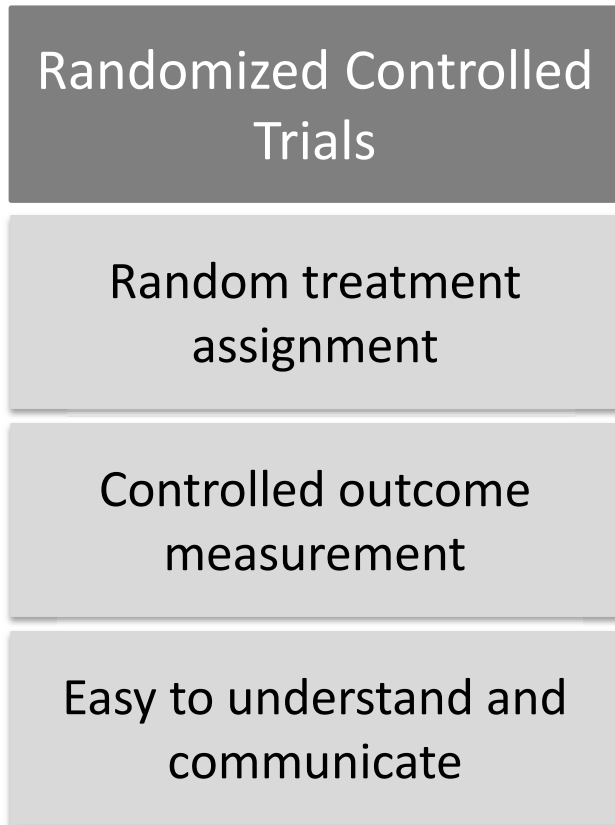 Randomized Controlled
Trials
Random treatment
assignment
Controlled outcome
measurement
Easy to understand and
communicate